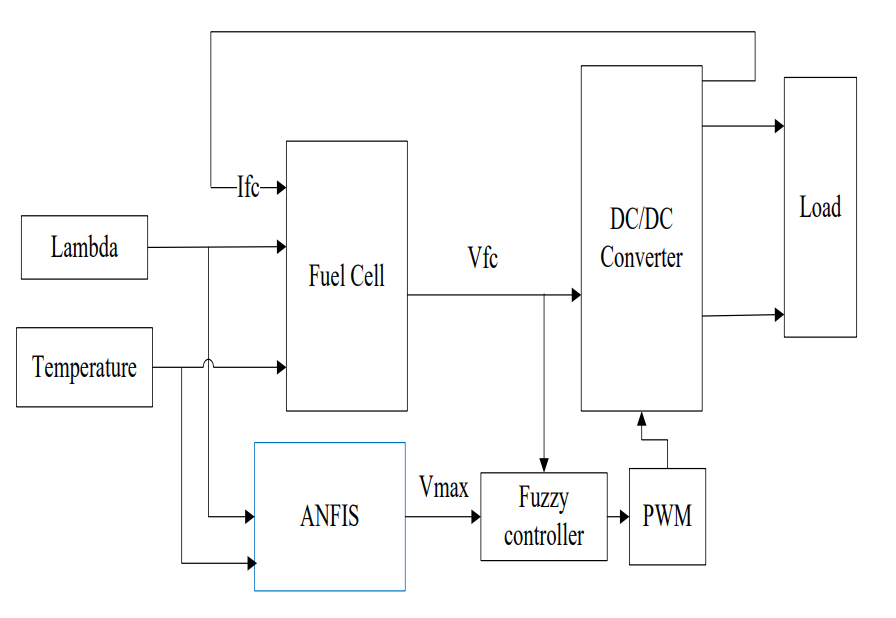 Ifc
Lambda
Fuel Cell
Temperature
Vfc
DC/DC
Converter
Load
ANFIS
Vmax
Fuzzy
controller
PWM